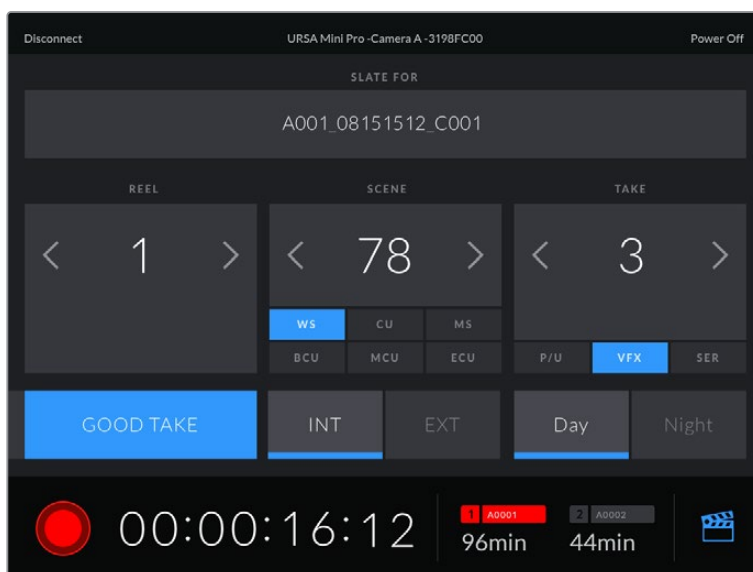 Disconnect URSA Mini Pro -Camera A -3198FC00 Power Off
SLATE FOR
A001_08151512_C001
REEL SCENE TAKE
1 78 3
WS CU MS
BCU MCU ECU P/U VFX SER
GOOD TAKE INT EXT Day Night
00:00:16:12 1 A0001 2 A0002
96min 44min